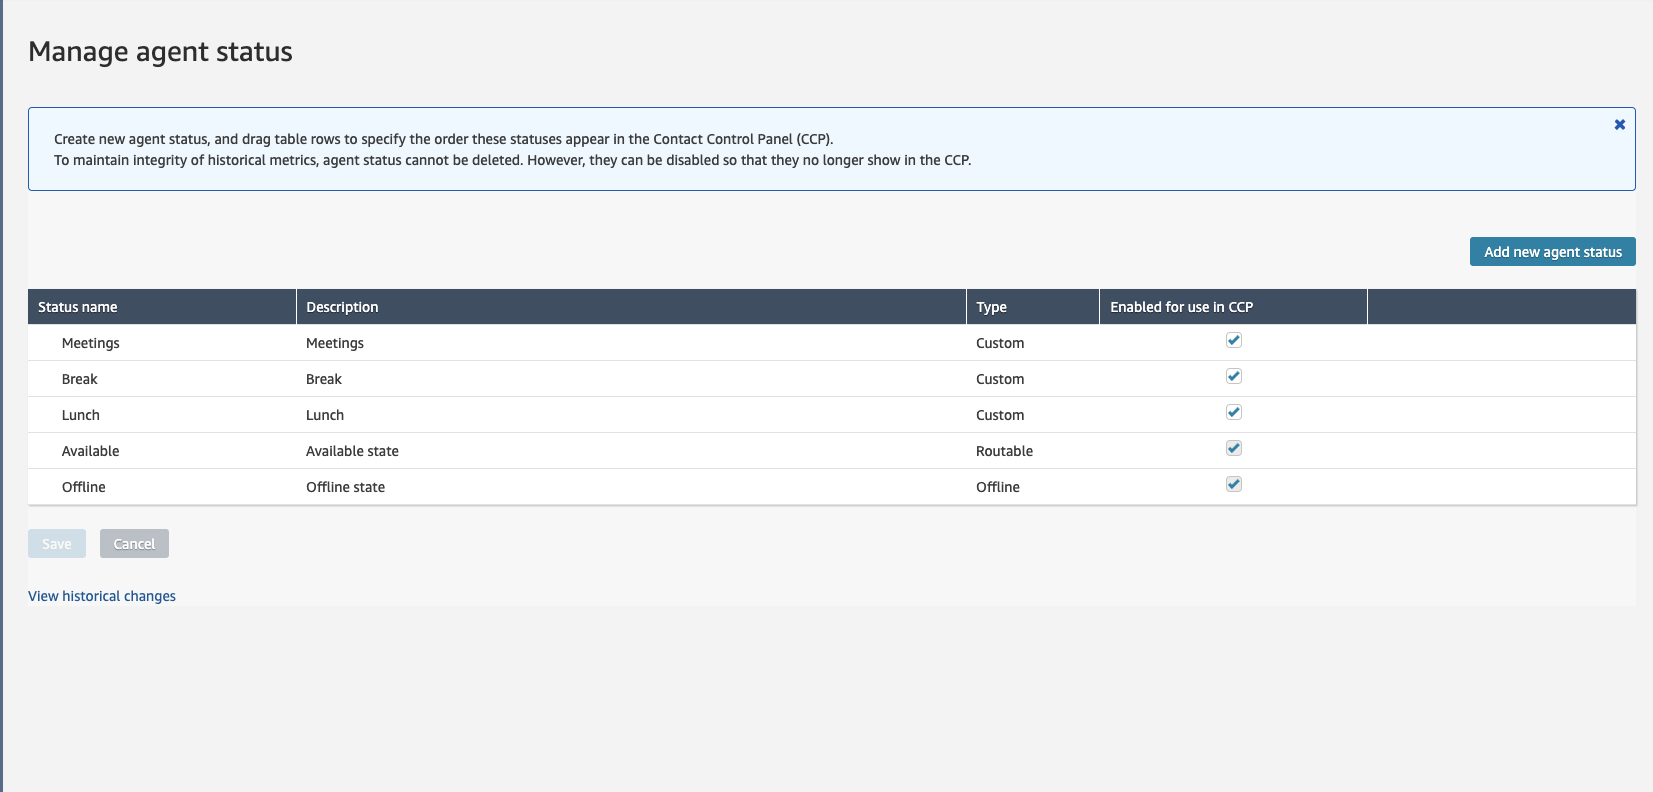 Manage agent status
Create new agent status, and drag table rows to specify the order these statuses appear in the Contact Control Panel (CCP).
To maintain integrity of historical metrics, agent status cannot be deleted. However, they can be disabled so that they no longer show in the CCP.
Add new agent status
Status name Description Type Enabled for use in CCP
Meetings Meetings Custom
Break Break Custom
Lunch Lunch Custom
Available Available state Routable
Offline Offline state Offline
Save Cancel
View historical changes